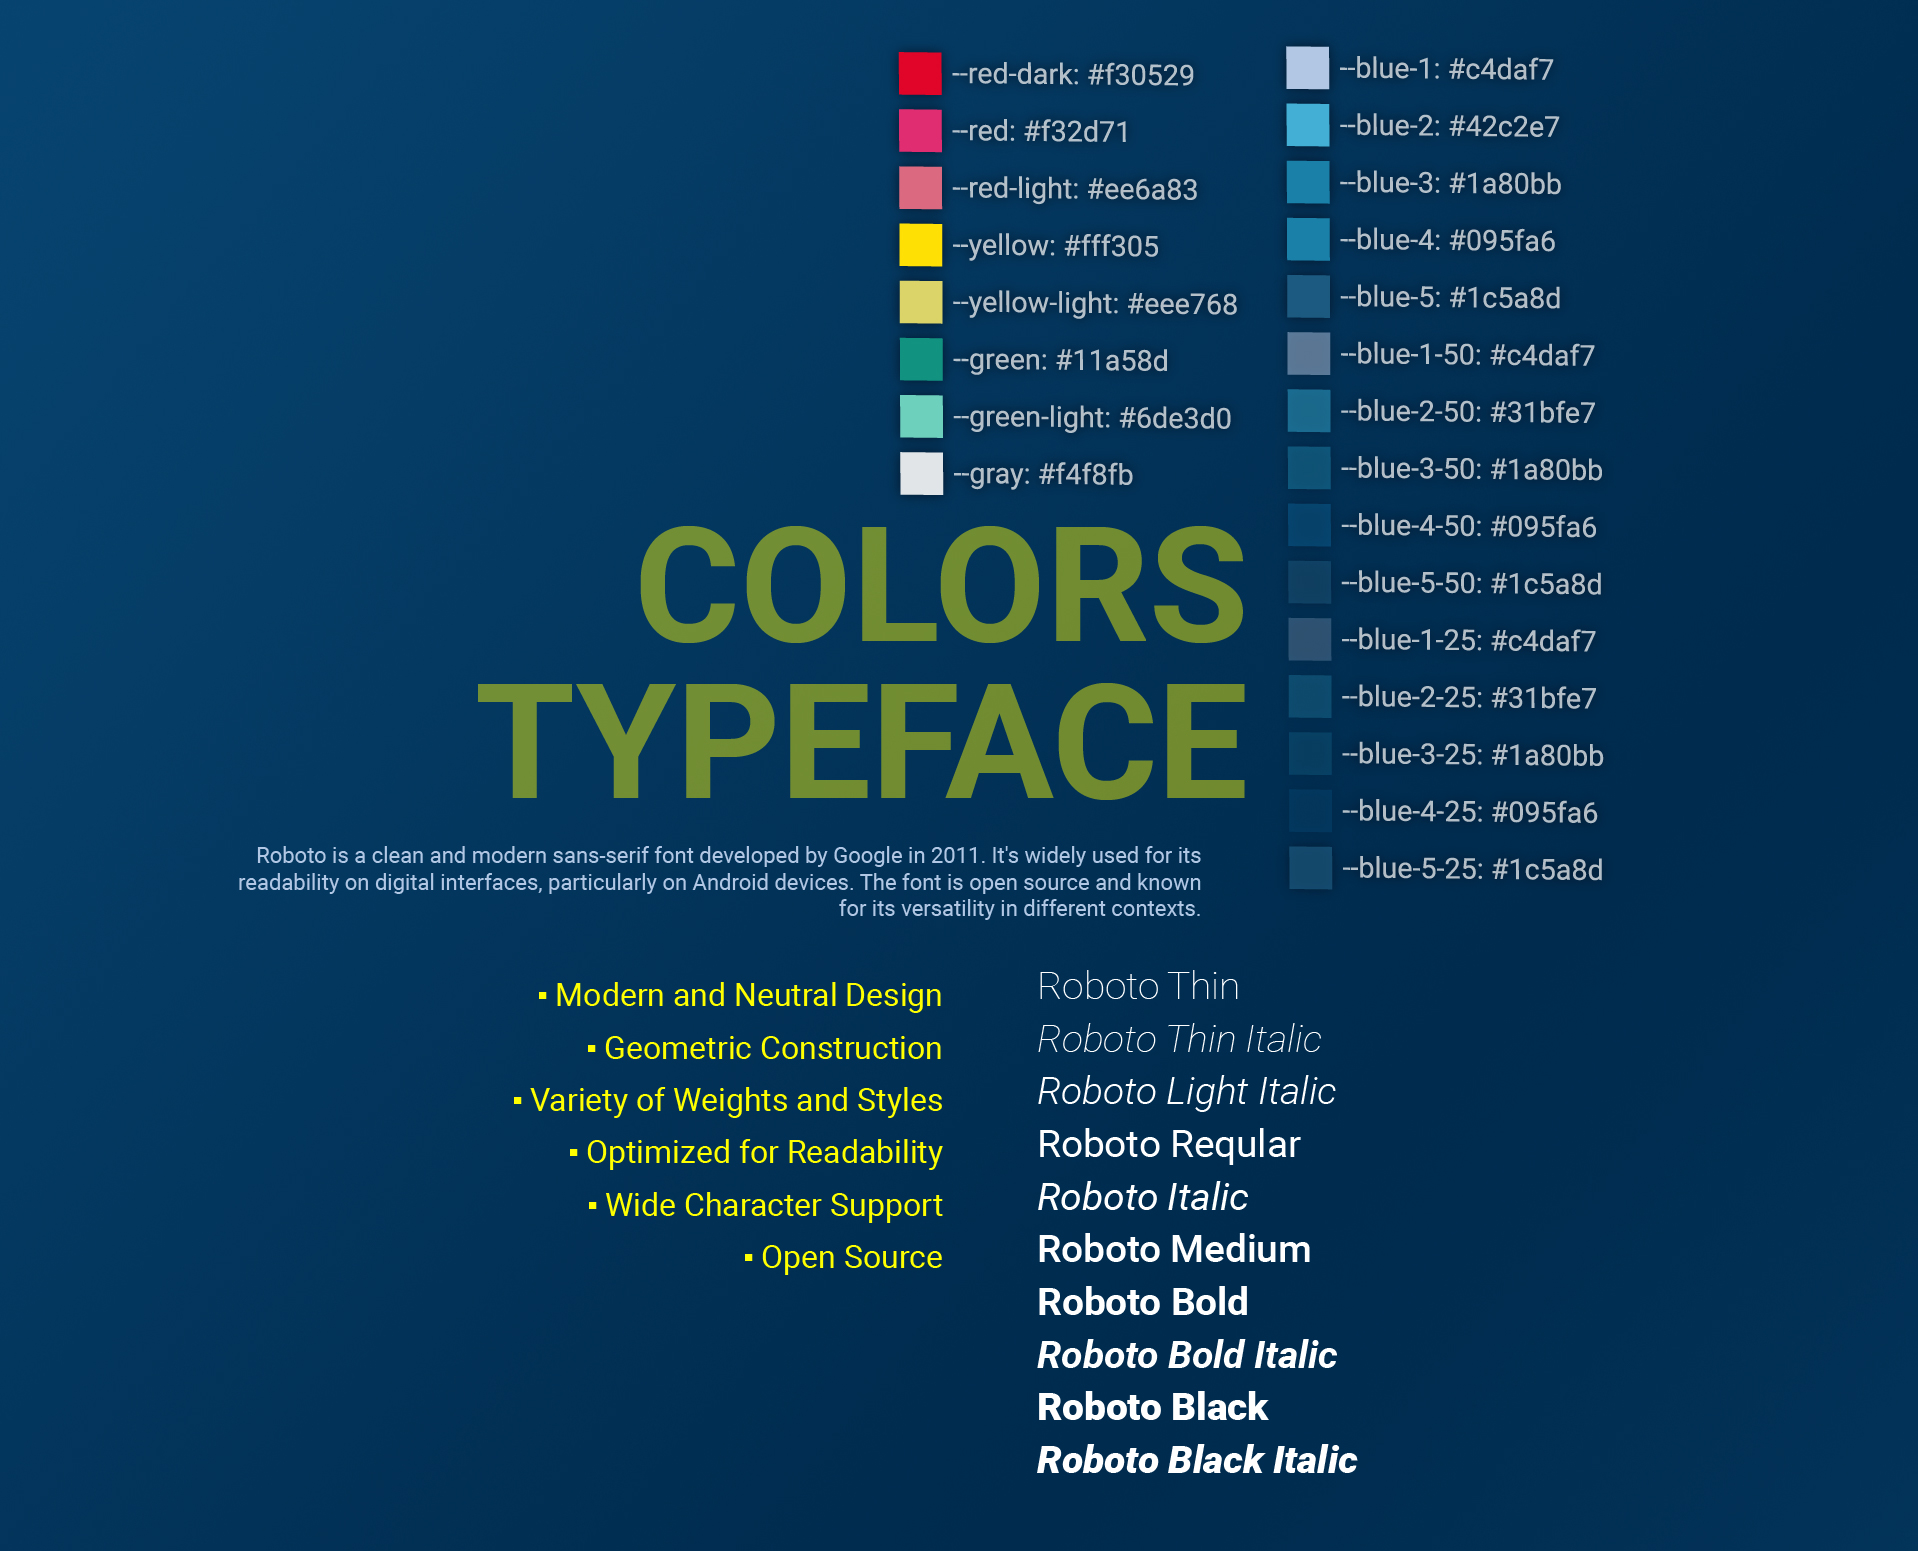 --red-dark: #f30529
--red: #f32d71
--red-light: #ee6a83
--yellow: #fff305
--yellow-light: #eee768
--green: #11a58d
--green-light: #6de3d0
--gray: #f4f8fb
--blue-1: #c4daf7
--blue-2: #42c2e7
--blue-3: #1a80bb
--blue-4: #095fa6
--blue-5: #1c5a8d
--blue-1-50: #c4daf7
--blue-2-50: #31bfe7
--blue-3-50: #1a80bb
--blue-4-50: #095fa6
--blue-5-50: #1c5a8d
--blue-1-25: #c4daf7
--blue-2-25: #31bfe7
--blue-3-25: #1a80bb
--blue-4-25: #095fa6
--blue-5-25: #1c5a8d
COLORS
TYPEFACE
Roboto is a clean and modern sans-serif font developed by Google in 2011. It's widely used for its
readability on digital interfaces, particularly on Android devices. The font is open source and known
for its versatility in different contexts.
▪ Modern and Neutral Design
▪ Geometric Construction
▪ Variety of Weights and Styles
▪ Optimized for Readability
▪ Wide Character Support
▪ Open Source
Roboto Thin
Roboto Thin Italic
Roboto Light Italic
Roboto Reqular
Roboto Italic
Roboto Medium
Roboto Bold
Roboto Bold Italic
Roboto Black
Roboto Black Italic